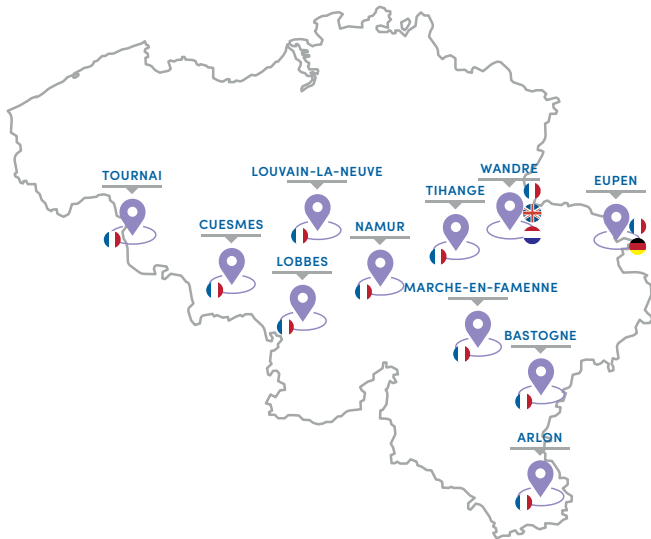 WANDRE
LOUVAIN-LA-NEUVE
TOURNAI
EUPEN
TIHANGE
CUESMES
NAMUR
LOBBES
MARCHE-EN-FAMENNE
BASTOGNE
ARLON